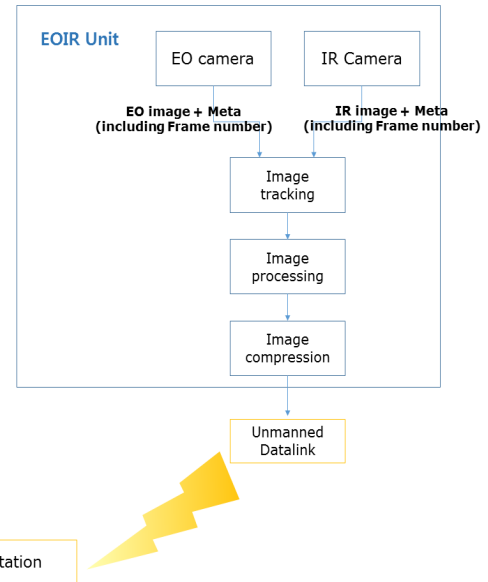 EOIR Unit
EO camera
IR Camera
EO image + Meta
(including Frame number)
IR image + Meta
(including Frame number)
Image
tracking
Image
processing
Image
compression
Unmanned
Datalink